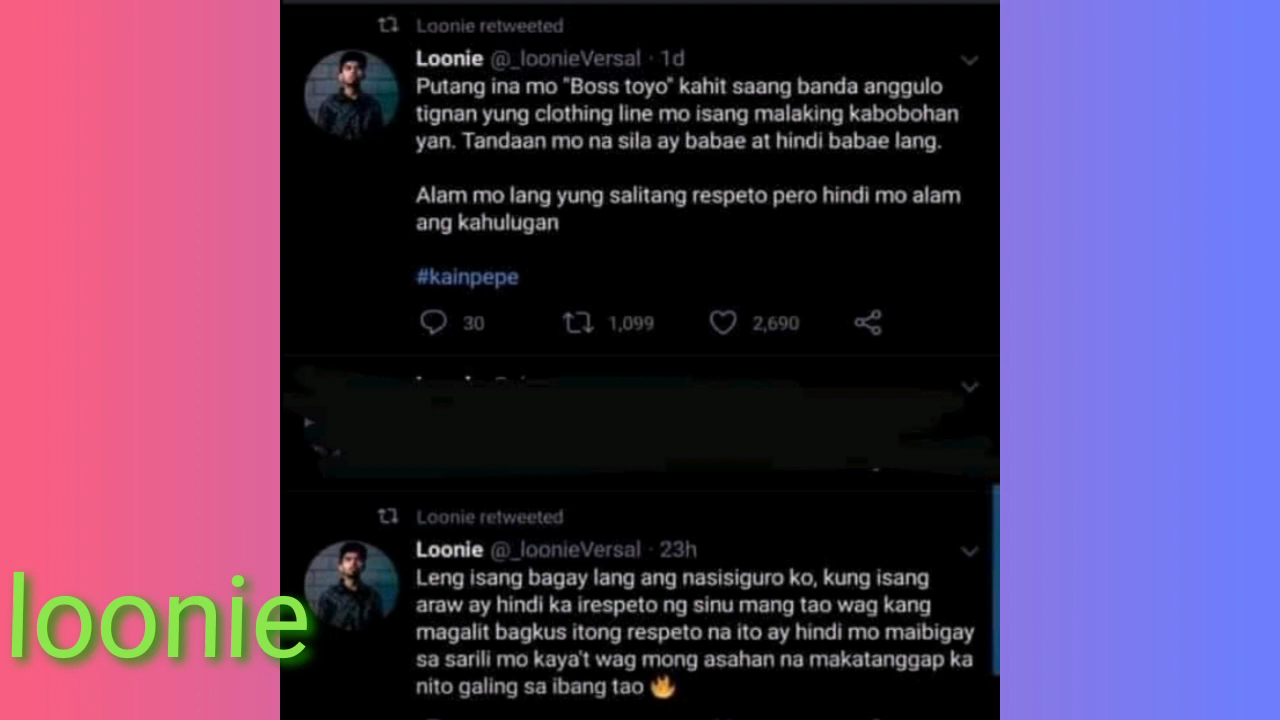 Loonie retweeted
Loonie @_loonieVersal · 1d
Putang ina mo "Boss toyo" kahit saang banda anggulo
tignan yung clothing line mo isang malaking kabobohan
yan. Tandaan mo na sila ay babae at hindi babae lang.
Alam mo lang yung salitang respeto pero hindi mo alam
ang kahulugan
#kainpepe
30 1,099 2,690
Loonie retweeted
Loonie @_loonieVersal · 23h
Leng isang bagay lang ang nasisiguro ko, kung isang
araw ay hindi ka irespeto ng sinu mang tao wag kang
magalit bagkus itong respeto na ito ay hindi mo maibigay
sa sarili mo kaya't wag mong asahan na makatanggap ka
nito galing sa ibang tao 🔥
loonie